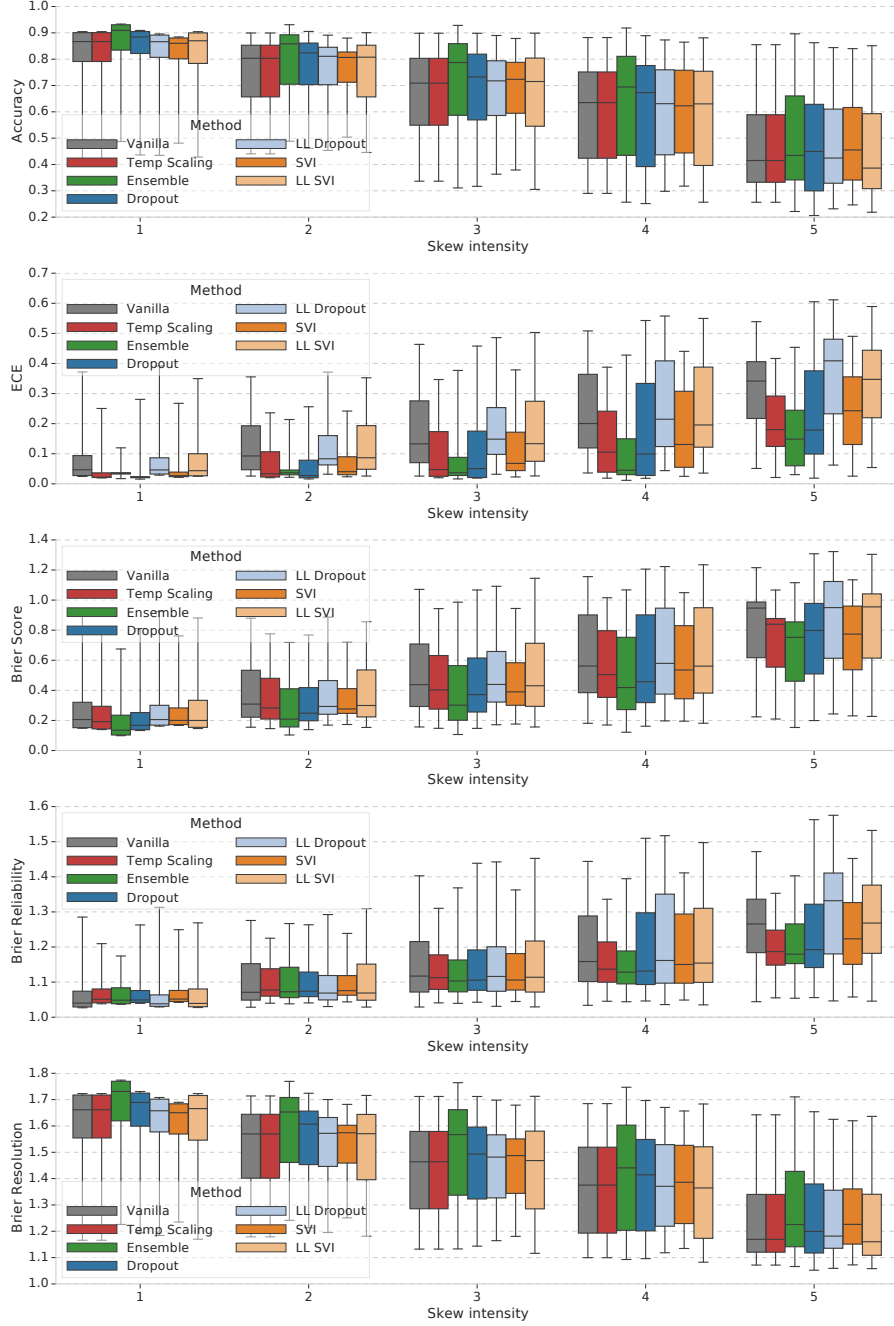 1.0
0.9
0.8
0.7
0.6
0.5
0.4
0.3
0.2
Accuracy
Method
Vanilla
Temp Scaling
Ensemble
Dropout
LL Dropout
SVI
LL SVI
1 2 3 4 5
Skew intensity
0.7
0.6
0.5
0.4
0.3
0.2
0.1
0.0
ECE
Method
Vanilla
Temp Scaling
Ensemble
Dropout
LL Dropout
SVI
LL SVI
1 2 3 4 5
Skew intensity
1.4
1.2
1.0
0.8
0.6
0.4
0.2
0.0
Brier Score
Method
Vanilla
Temp Scaling
Ensemble
Dropout
LL Dropout
SVI
LL SVI
1 2 3 4 5
Skew intensity
1.6
1.5
1.4
1.3
1.2
1.1
1.0
Brier Reliability
Method
Vanilla
Temp Scaling
Ensemble
Dropout
LL Dropout
SVI
LL SVI
1 2 3 4 5
Skew intensity
1.8
1.7
1.6
1.5
1.4
1.3
1.2
1.1
1.0
Brier Resolution
Method
Vanilla
Temp Scaling
Ensemble
Dropout
LL Dropout
SVI
LL SVI
1 2 3 4 5
Skew intensity